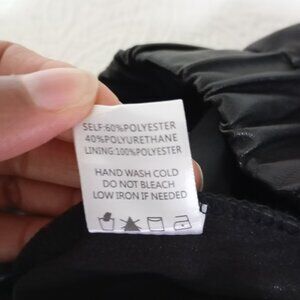 SELF:60%POLYESTER
40%POLYURETHANE
LINING:100%POLYESTER
HAND WASH COLD
DO NOT BLEACH
LOW IRON IF NEEDED